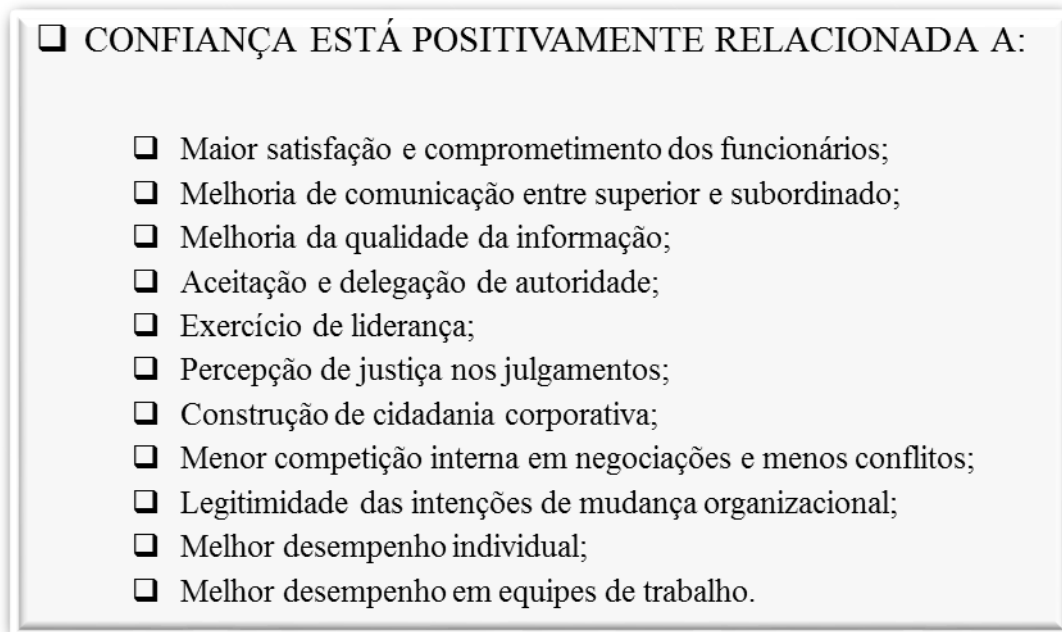 ❑ CONFIANÇA ESTÁ POSITIVAMENTE RELACIONADA A:
❑ Maior satisfação e comprometimento dos funcionários;
❑ Melhoria de comunicação entre superior e subordinado;
❑ Melhoria da qualidade da informação;
❑ Aceitação e delegação de autoridade;
❑ Exercício de liderança;
❑ Percepção de justiça nos julgamentos;
❑ Construção de cidadania corporativa;
❑ Menor competição interna em negociações e menos conflitos;
❑ Legitimidade das intenções de mudança organizacional;
❑ Melhor desempenho individual;
❑ Melhor desempenho em equipes de trabalho.